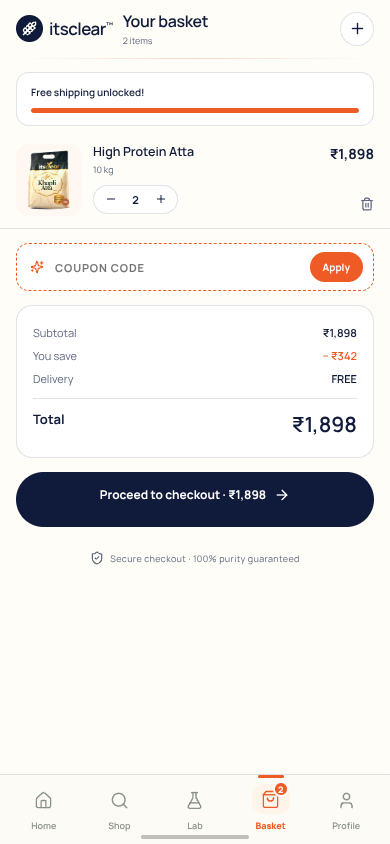 itsclear™
Your basket
2 items
Free shipping unlocked!
High Protein Atta
₹1,898
10 kg
2
Khapli
Atta
COUPON CODE
Apply
Subtotal
₹1,898
You save
− ₹342
Delivery
FREE
Total
₹1,898
Proceed to checkout · ₹1,898
Secure checkout · 100% purity guaranteed
2
Home
Shop
Lab
Basket
Profile